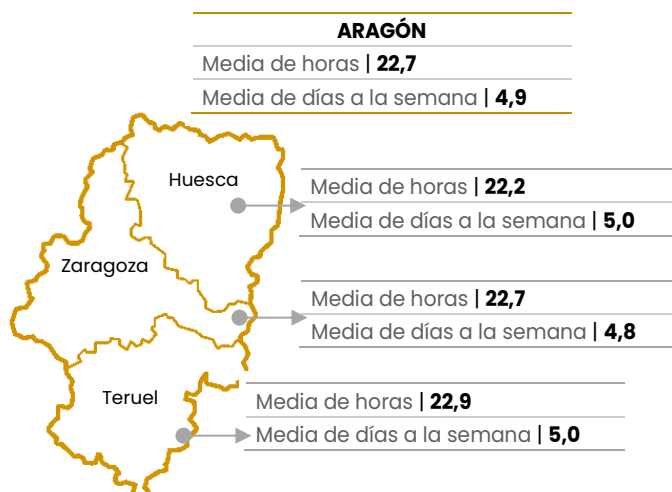 ARAGÓN
Media de horas | 22,7
Media de días a la semana | 4,9
Huesca
Media de horas | 22,2
Media de días a la semana | 5,0
Zaragoza
Media de horas | 22,7
Media de días a la semana | 4,8
Teruel
Media de horas | 22,9
Media de días a la semana | 5,0